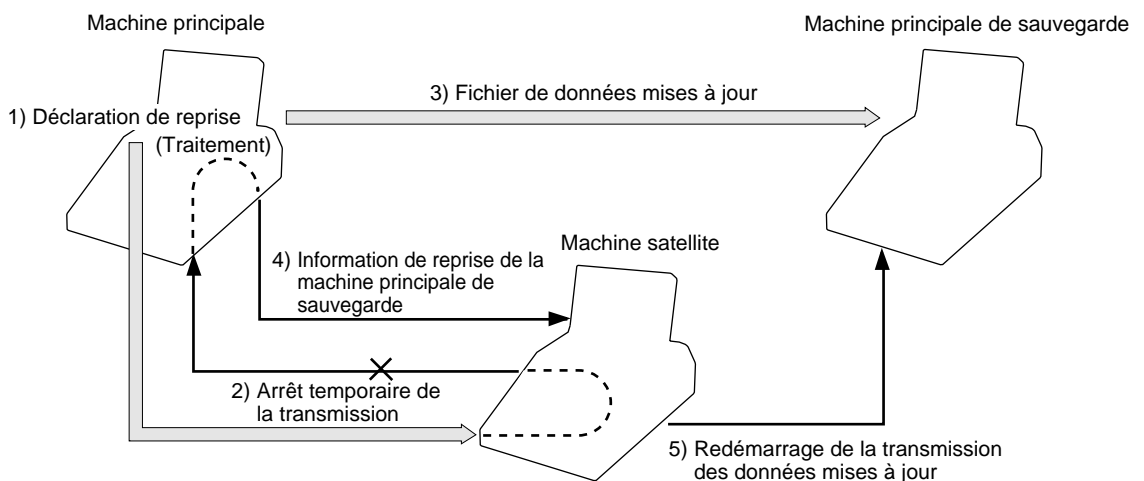 Machine principale
Machine principale de sauvegarde
3) Fichier de données mises à jour
1) Déclaration de reprise
(Traitement)
Machine satellite
4) Information de reprise de la
machine principale de
sauvegarde
2) Arrêt temporaire de
la transmission
5) Redémarrage de la transmission
des données mises à jour